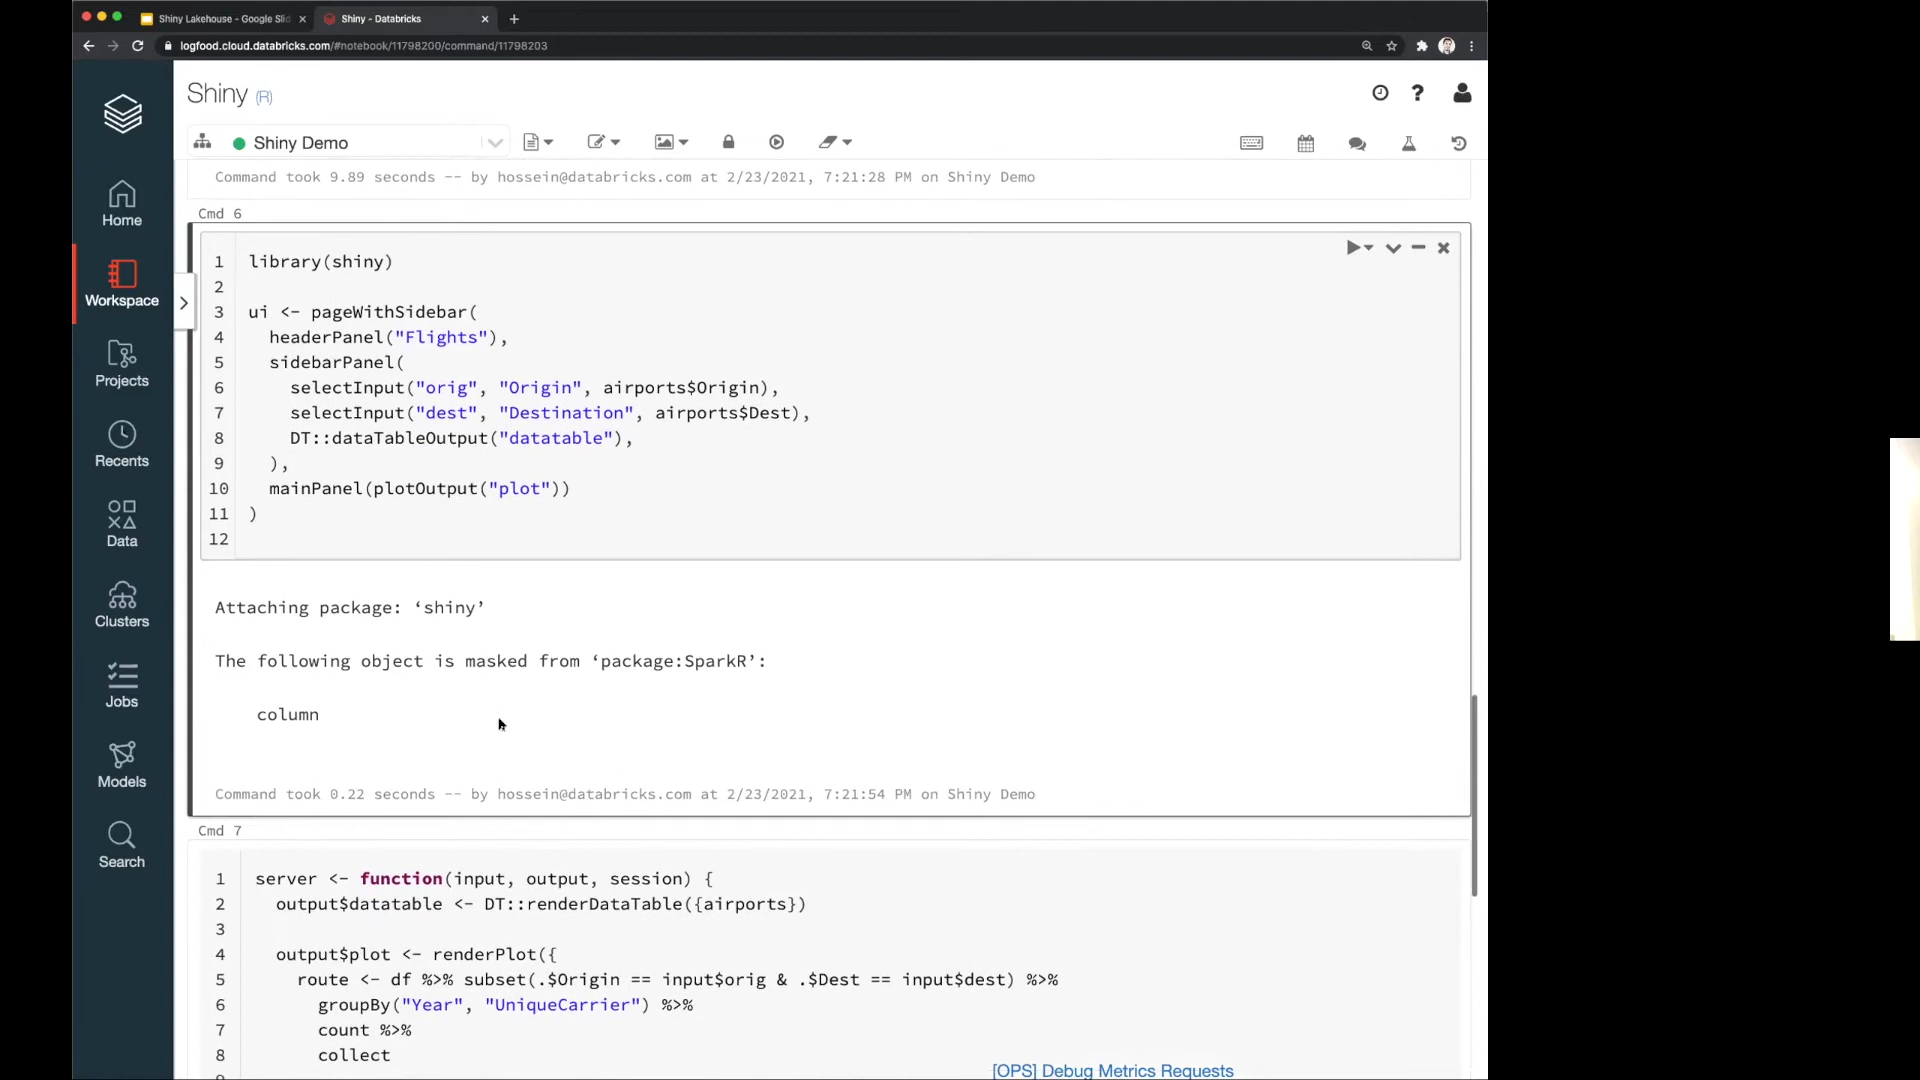 Shiny Lakehouse - Google Slid
Shiny - Databricks
logfood.cloud.databricks.com/#notebook/11798200/command/11798203
Shiny (R)
Shiny Demo
Home
Workspace
Projects
Recents
Data
Clusters
Jobs
Models
Search
Command took 9.89 seconds -- by hossein@databricks.com at 2/23/2021, 7:21:28 PM on Shiny Demo
Cmd 6
1 library(shiny)
2
3 ui <- pageWithSidebar(
4 headerPanel("Flights"),
5 sidebarPanel(
6 selectInput("orig", "Origin", airports$Origin),
7 selectInput("dest", "Destination", airports$Dest),
8 DT::dataTableOutput("datatable"),
9 ),
10 mainPanel(plotOutput("plot"))
11 )
12
Attaching package: ‘shiny’
The following object is masked from ‘package:SparkR’:
column
Command took 0.22 seconds -- by hossein@databricks.com at 2/23/2021, 7:21:54 PM on Shiny Demo
Cmd 7
1 server <- function(input, output, session) {
2 output$datatable <- DT::renderDataTable({airports})
3
4 output$plot <- renderPlot({
5 route <- df %>% subset(.$Origin == input$orig & .$Dest == input$dest) %>%
6 groupBy("Year", "UniqueCarrier") %>%
7 count %>%
8 collect
[OPS] Debug Metrics Requests